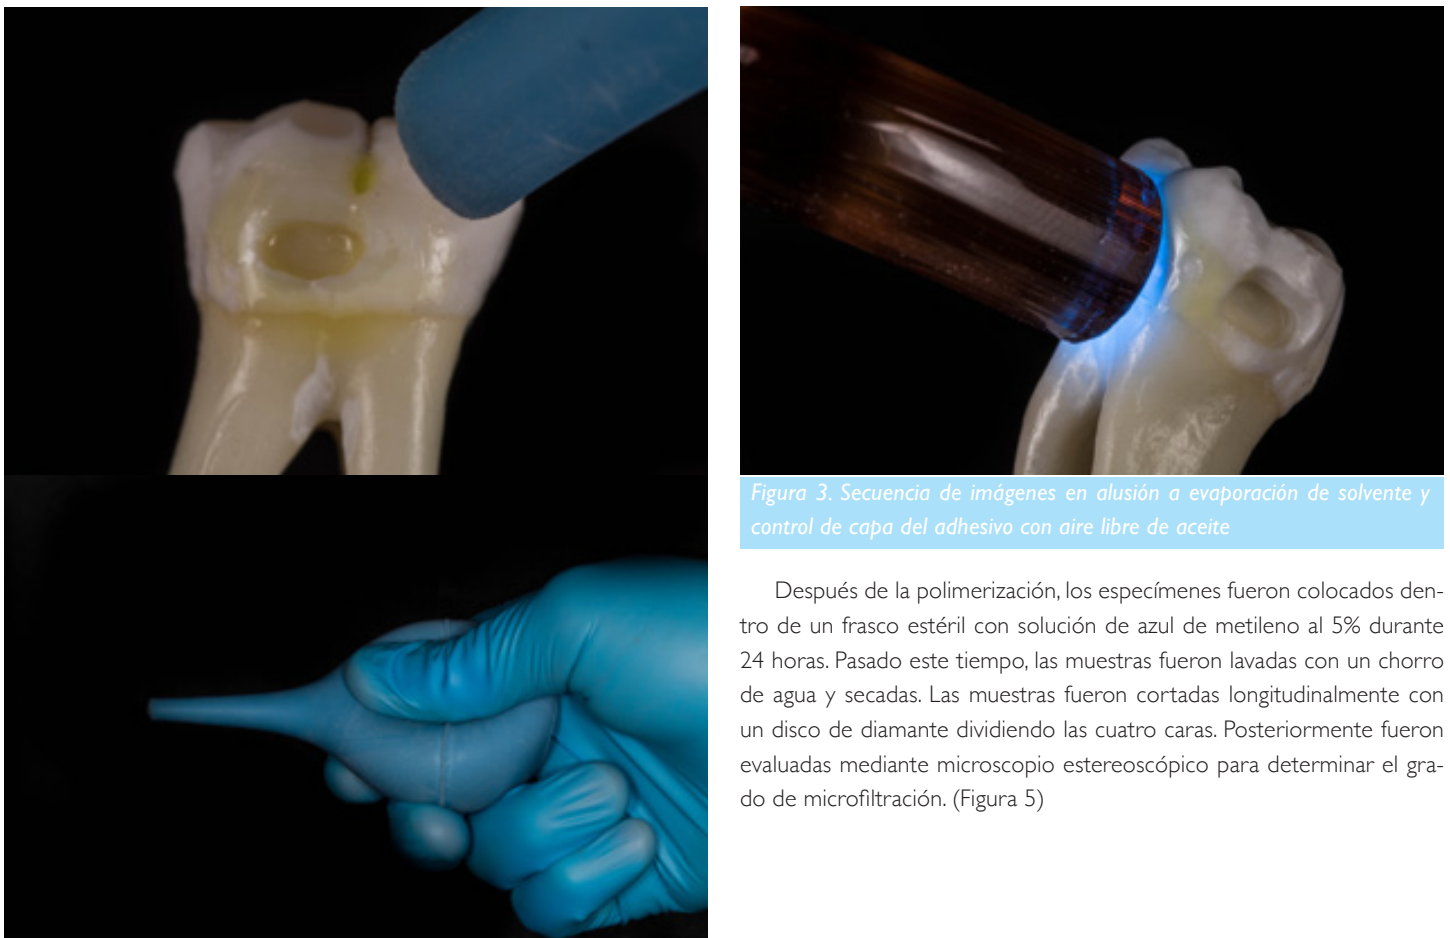 Figura 3. Secuencia de imágenes en alusión a evaporación de solvente y
control de capa del adhesivo con aire libre de aceite
Después de la polimerización, los especímenes fueron colocados den-
tro de un frasco estéril con solución de azul de metileno al 5% durante
24 horas. Pasado este tiempo, las muestras fueron lavadas con un chorro
de agua y secadas. Las muestras fueron cortadas longitudinalmente con
un disco de diamante dividiendo las cuatro caras. Posteriormente fueron
evaluadas mediante microscopio estereoscópico para determinar el gra-
do de microfiltración. (Figura 5)